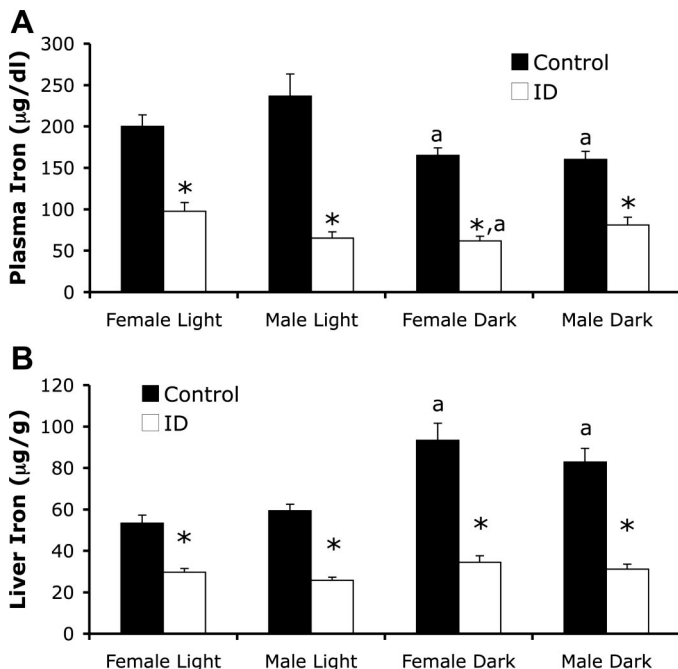 A
Plasma Iron (µg/dl)
300
250
200
150
100
50
0
Control
ID
*
*
a
*,a
a
*
Female Light
Male Light
Female Dark
Male Dark
B
Liver Iron (µg/g)
120
100
80
60
40
20
0
Control
ID
*
*
a
*
a
*
Female Light
Male Light
Female Dark
Male Dark